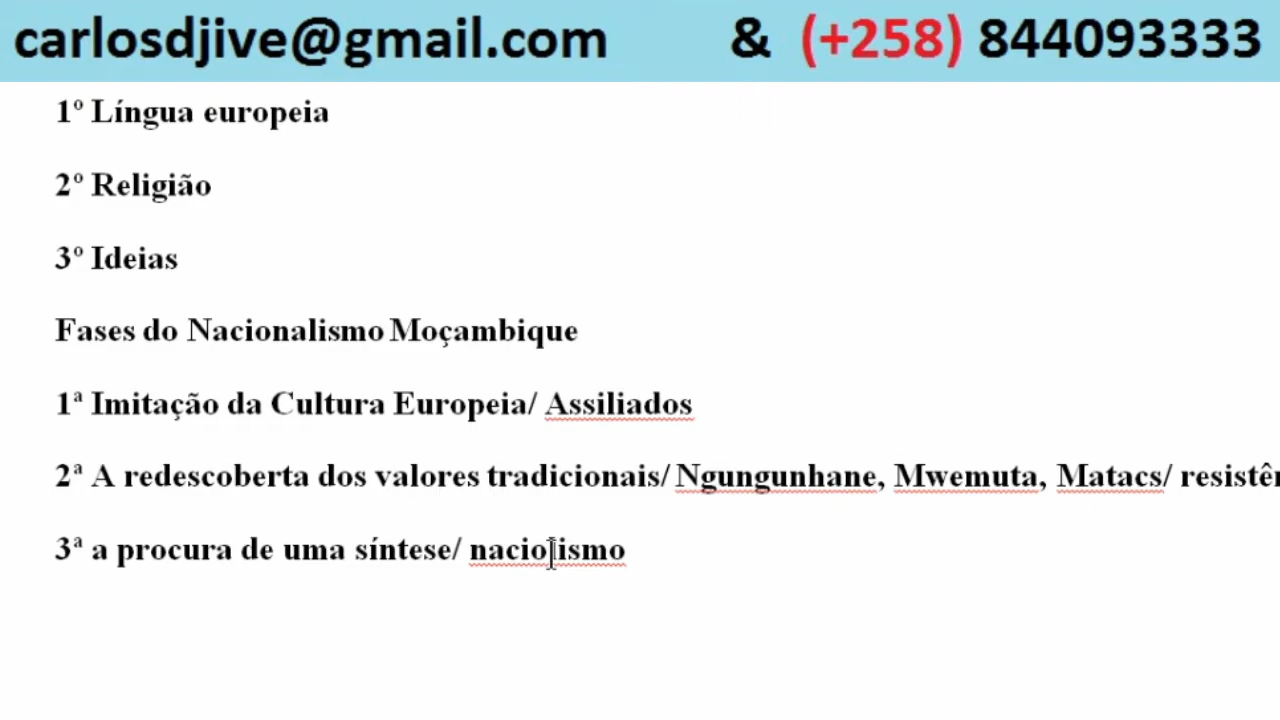 carlosdjive@gmail.com & (+258) 844093333
1º Língua europeia
2º Religião
3º Ideias
Fases do Nacionalismo Moçambique
1ª Imitação da Cultura Europeia/ Assiliados
2ª A redescoberta dos valores tradicionais/ Ngungunhane, Mwemuta, Matacs/
3ª a procura de uma síntese/ naciolismo